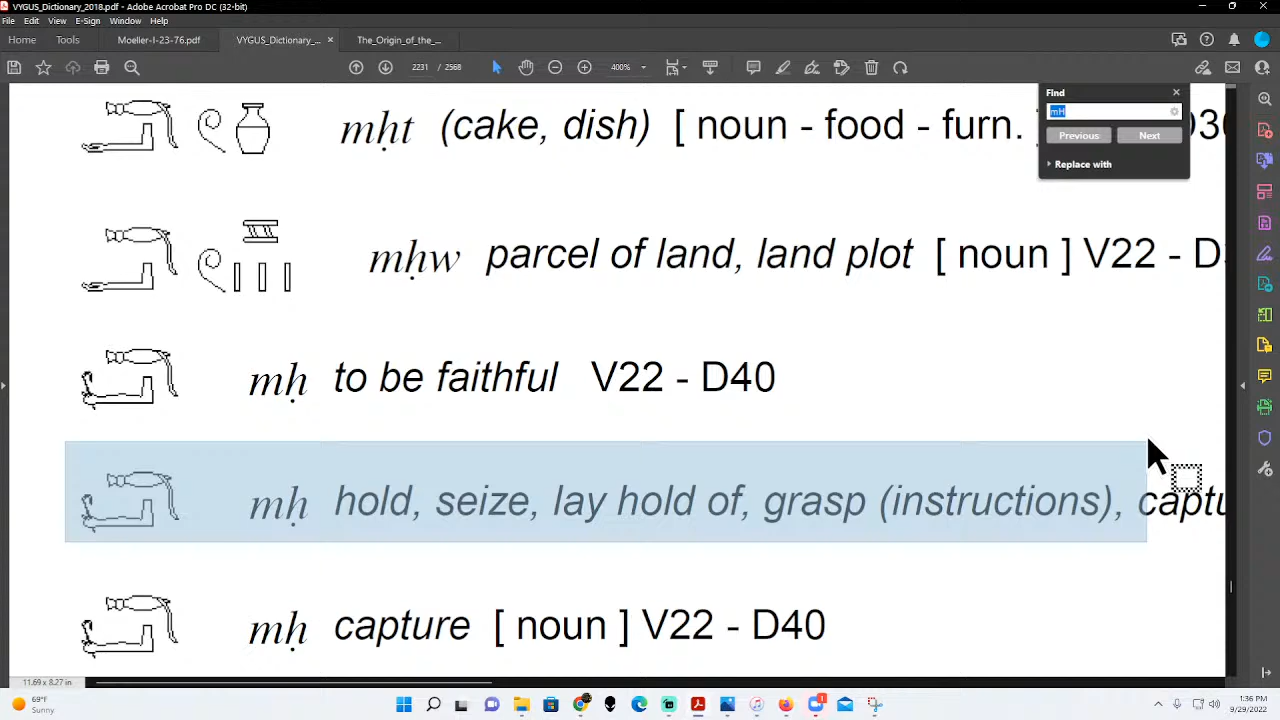 VYGUS_Dictionary_2018.pdf - Adobe Acrobat Pro DC (32-bit)
File Edit View E-Sign Window Help
Home Tools Moeller-I-23-76.pdf VYGUS_Dictionary_... × The_Origin_of_the_...
2231 / 2568 400%
Find
mH
Previous Next
Replace with
mḥt (cake, dish) [ noun - food - furn.
mḥw parcel of land, land plot [ noun ] V22 -
mḥ to be faithful V22 - D40
mḥ hold, seize, lay hold of, grasp (instructions), captu
mḥ capture [ noun ] V22 - D40
11.69 x 8.27 in
69°F
Sunny
1:36 PM
9/29/2022